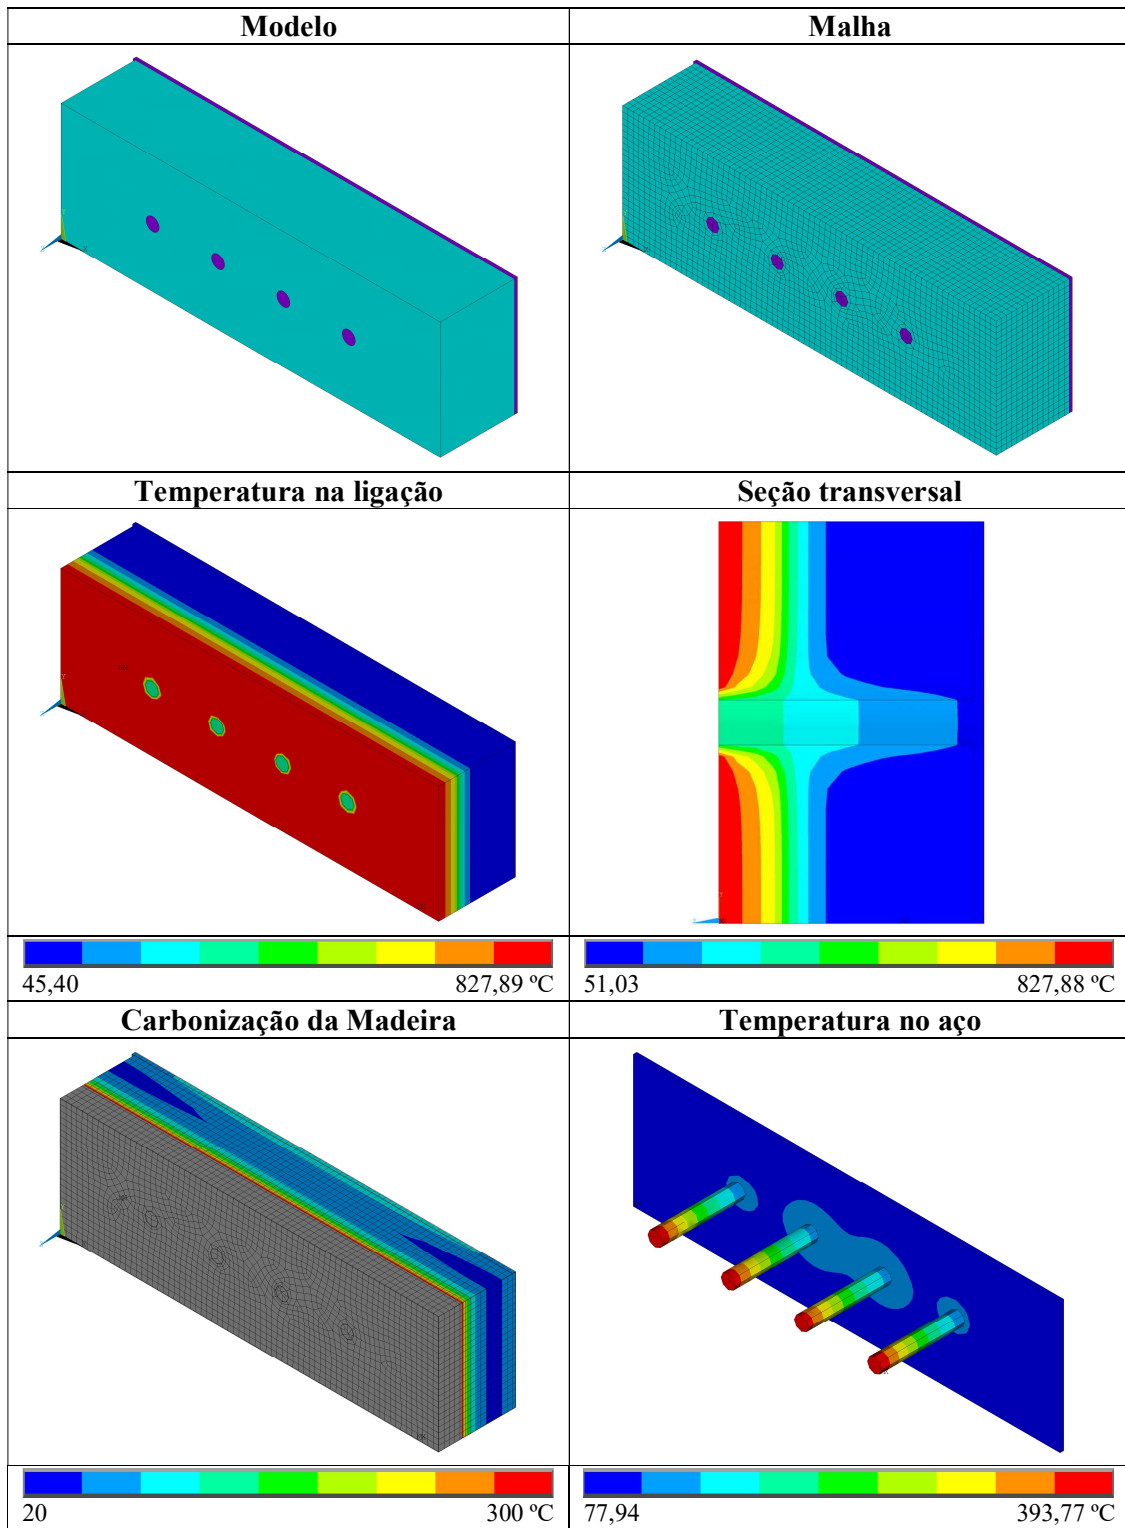 Modelo
Malha
Temperatura na ligação
Seção transversal
45,40 827,89 ºC
51,03 827,88 ºC
Carbonização da Madeira
Temperatura no aço
20 300 ºC
77,94 393,77 ºC